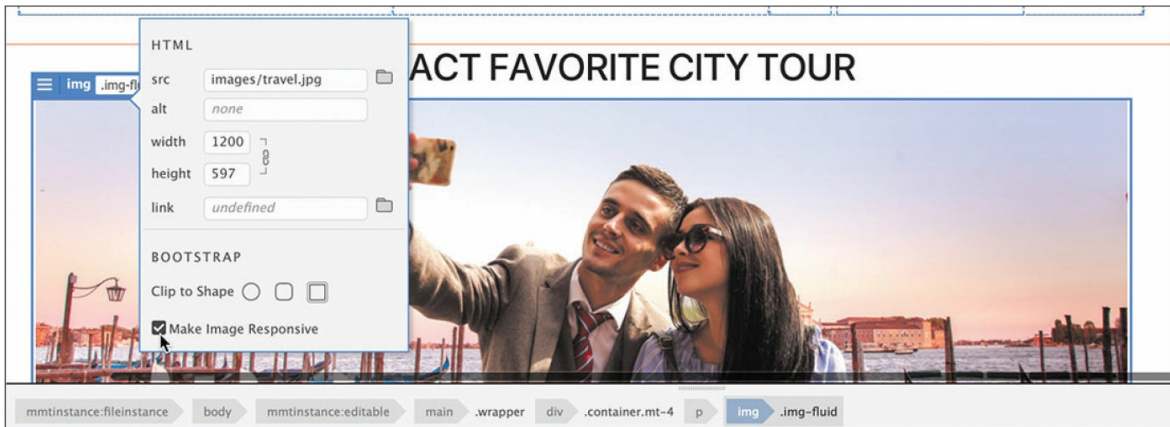 HTML
ACT FAVORITE CITY TOUR
src images/travel.jpg
img .img-fl
alt none
width 1200
height 597
link undefined
BOOTSTRAP
Clip to Shape
Make Image Responsive
mmtinstance:fileinstance body mmtinstance:editable main .wrapper div .container.mt-4 p img .img-fluid